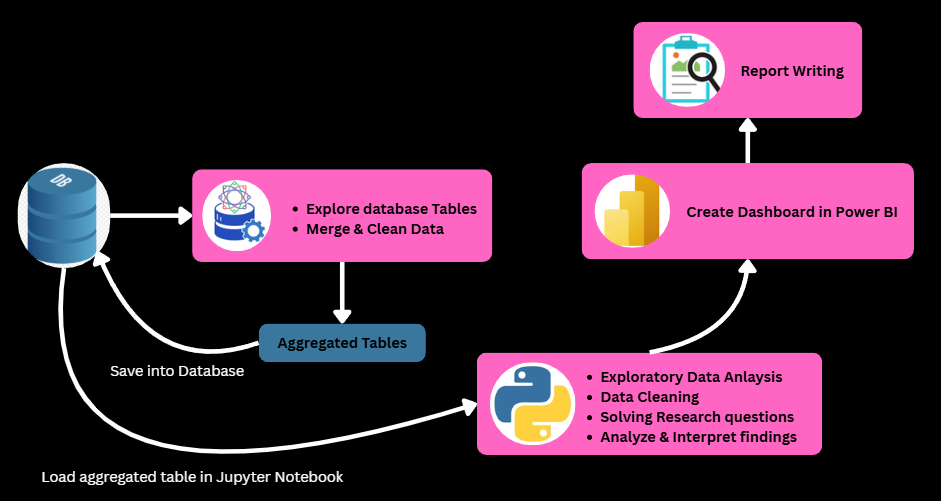 Report Writing
DB
• Explore database Tables
• Merge & Clean Data
Create Dashboard in Power BI
Aggregated Tables
Save into Database
• Exploratory Data Anlaysis
• Data Cleaning
• Solving Research questions
• Analyze & Interpret findings
Load aggregated table in Jupyter Notebook